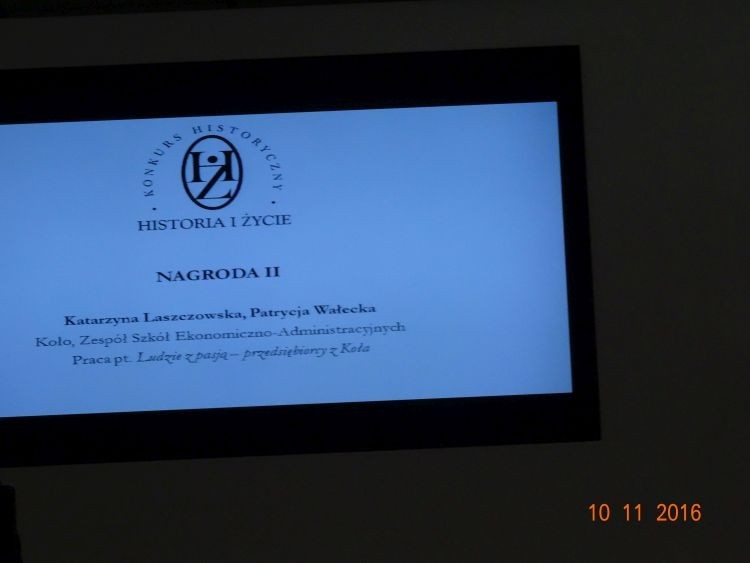 KONKURS HISTORYCZNY
HŻ
HISTORIA I ŻYCIE
NAGRODA II
Katarzyna Laszczowska, Patrycja Wałecka
Koło, Zespół Szkół Ekonomiczno-Administracyjnych
Praca pt. Ludzie z pasją – przedsiębiorcy z Koła
10 11 2016